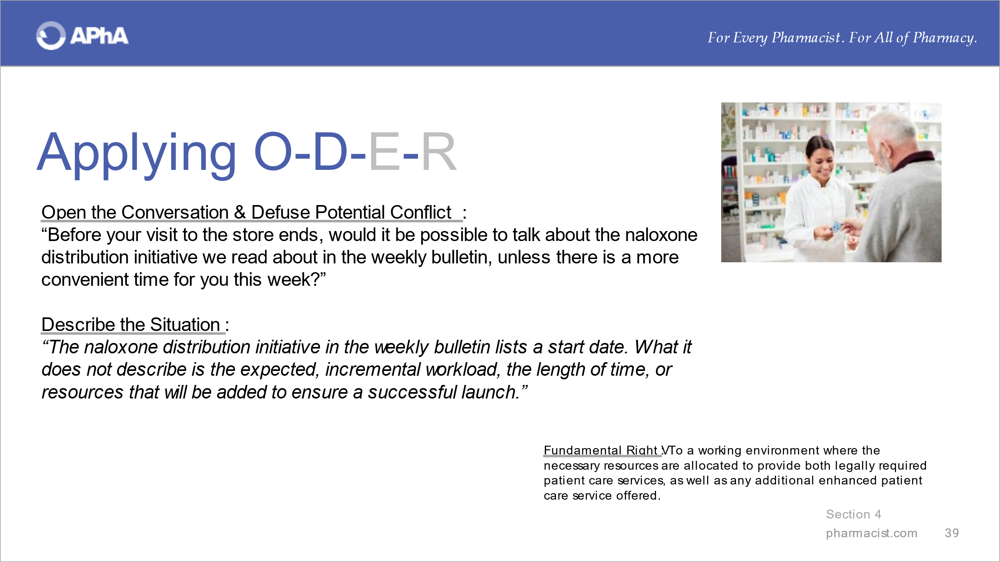 APhA
For Every Pharmacist. For All of Pharmacy.
Applying O-D-E-R
Open the Conversation & Defuse Potential Conflict :
“Before your visit to the store ends, would it be possible to talk about the naloxone
distribution initiative we read about in the weekly bulletin, unless there is a more
convenient time for you this week?”
Describe the Situation :
“The naloxone distribution initiative in the weekly bulletin lists a start date. What it
does not describe is the expected, incremental workload, the length of time, or
resources that will be added to ensure a successful launch.”
Fundamental Right V: To a working environment where the
necessary resources are allocated to provide both legally required
patient care services, as well as any additional enhanced patient
care service offered.
Section 4
pharmacist.com 39